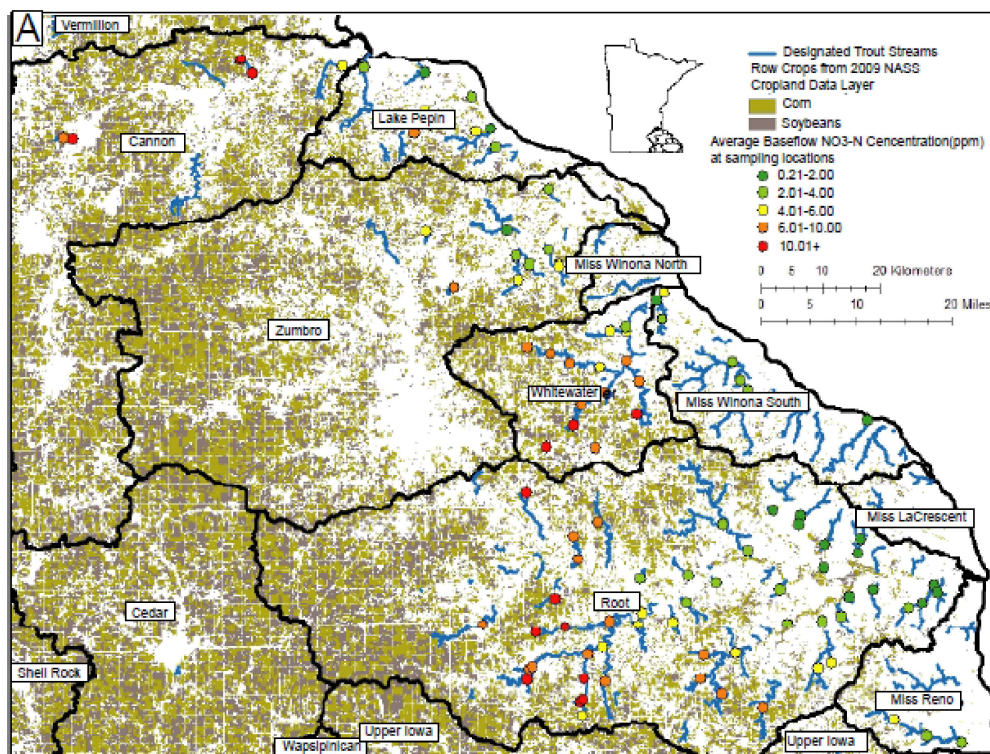 A
Vermillion
Designated Trout Streams
Row Crops from 2009 NASS
Cropland Data Layer
Corn
Soybeans
Average Baseflow NO3-N Cencentration(ppm)
at sampling locations
0.21-2.00
2.01-4.00
4.01-6.00
6.01-10.00
10.01+
0 5 10 20 Kilometers
0 5 10 20 Miles
Lake Pepin
Cannon
Miss Winona North
Zumbro
Whitewater
Miss Winona South
Miss LaCrescent
Cedar
Root
Shell Rock
Miss Reno
Upper Iowa
Upper Iowa
Wapsipinican